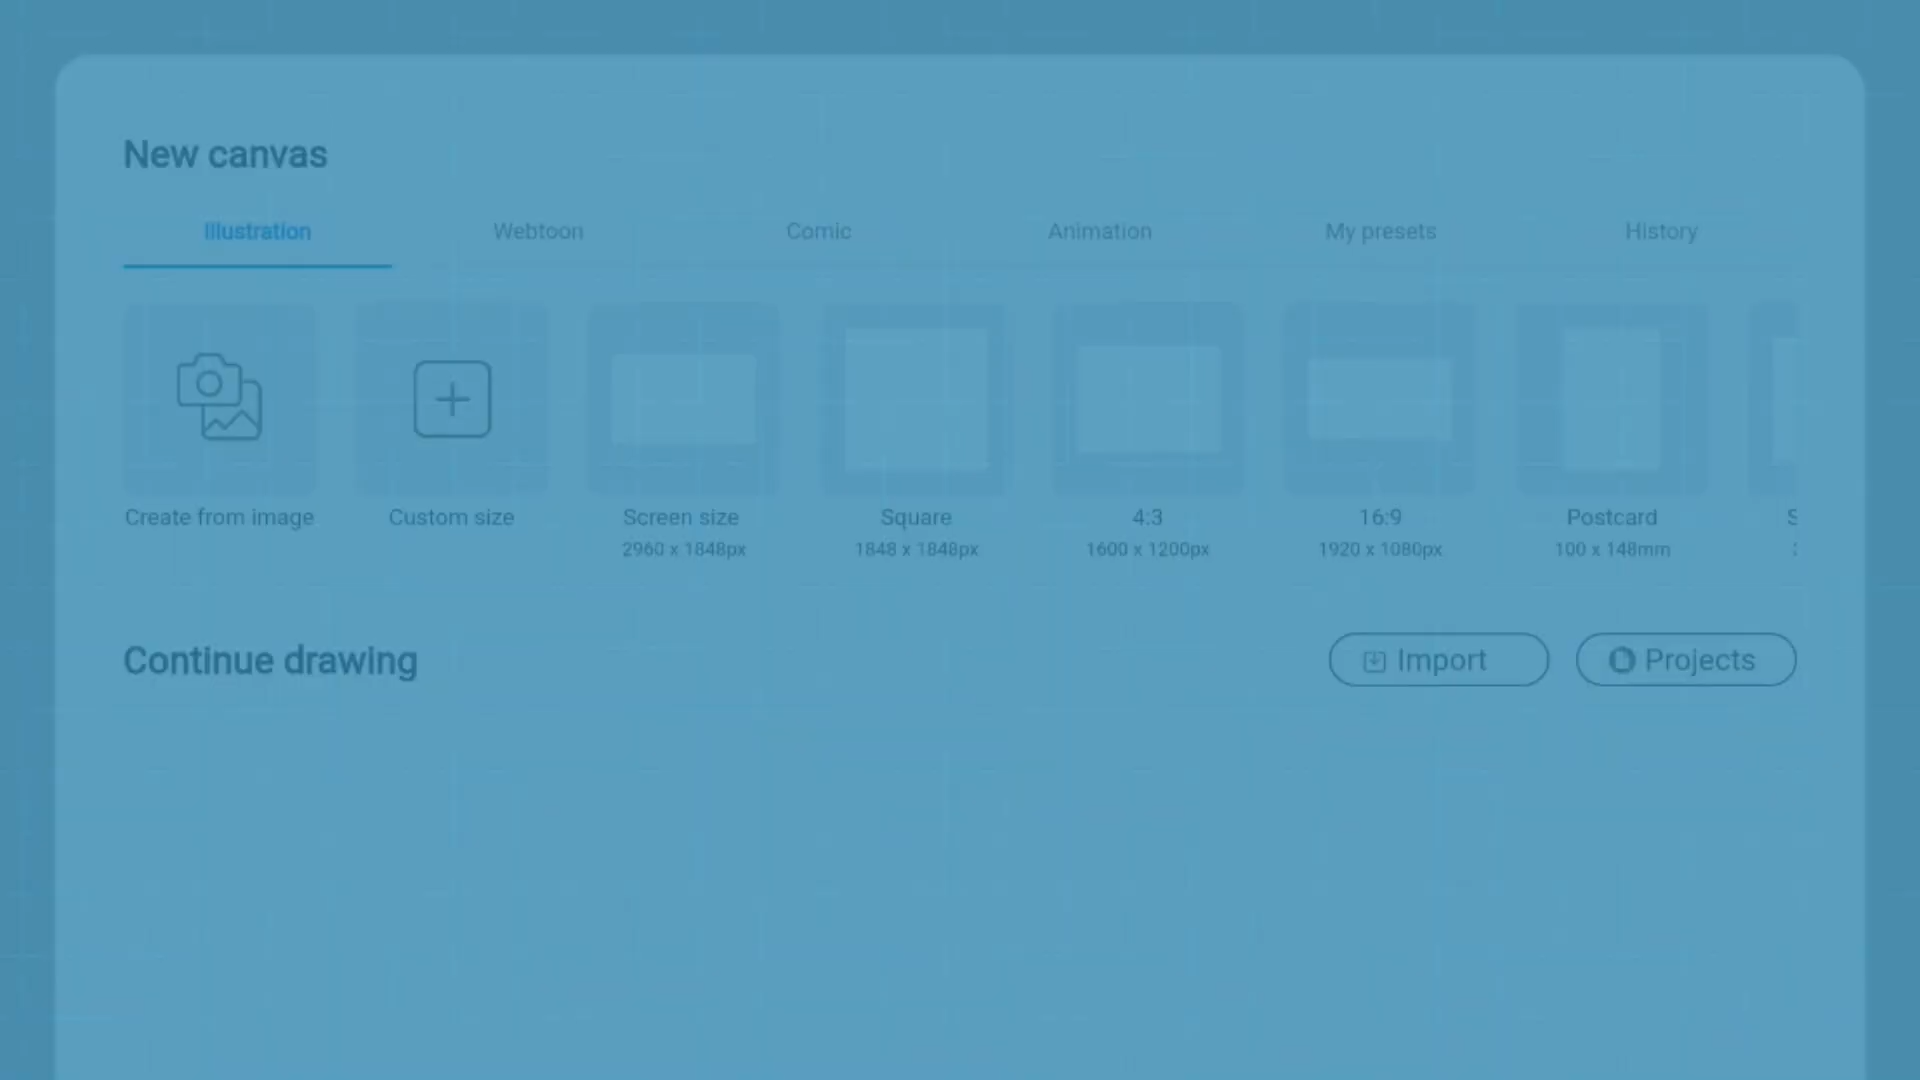 New canvas
Illustration Webtoon Comic Animation My presets History
Create from image Custom size Screen size Square 4:3 16:9 Postcard S
2960 x 1848px 1848 x 1848px 1600 x 1200px 1920 x 1080px 100 x 148mm
Continue drawing Import Projects